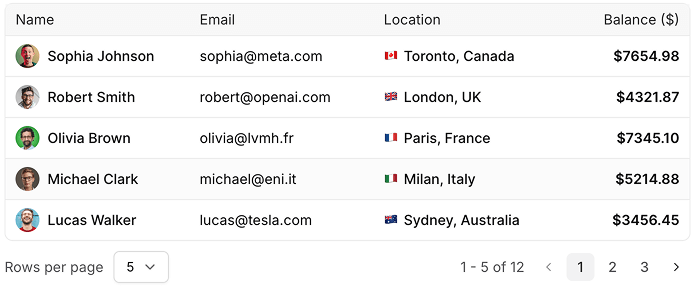 Name Email Location Balance ($)
Sophia Johnson sophia@meta.com Toronto, Canada $7654.98
Robert Smith robert@openai.com London, UK $4321.87
Olivia Brown olivia@lvmh.fr Paris, France $7345.10
Michael Clark michael@eni.it Milan, Italy $5214.88
Lucas Walker lucas@tesla.com Sydney, Australia $3456.45
Rows per page 5 1 - 5 of 12 1 2 3